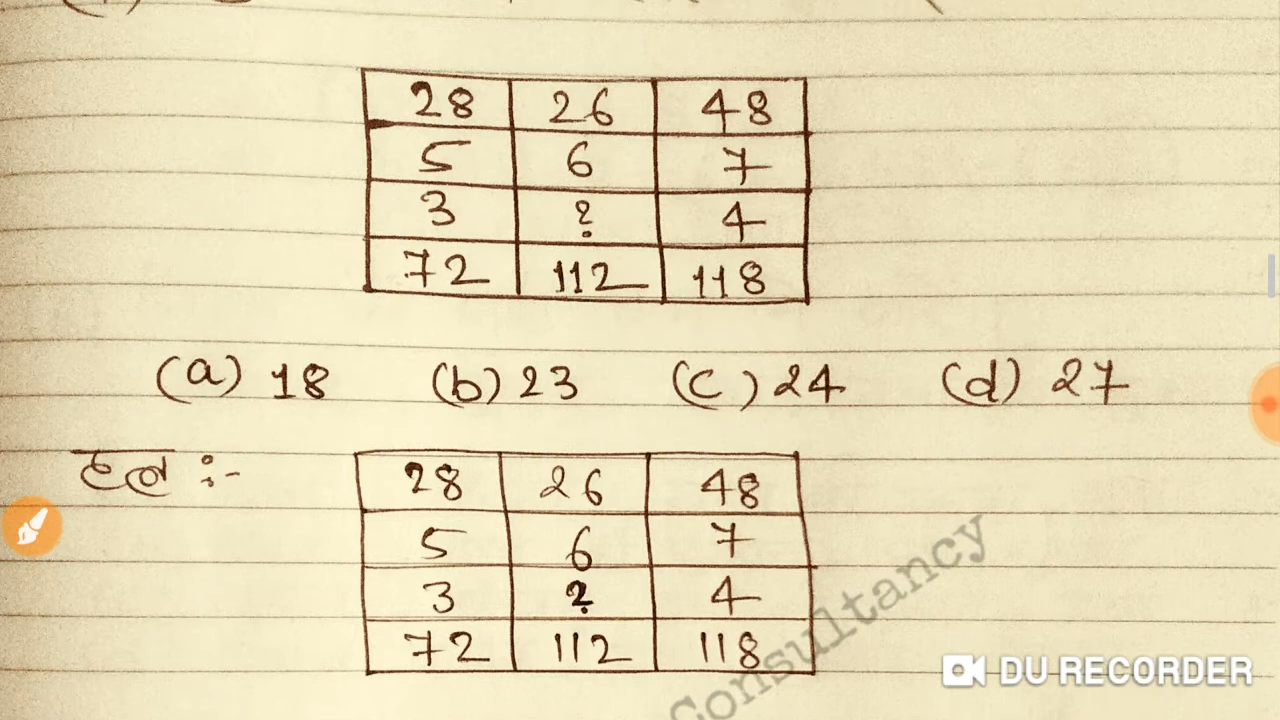 28 26 48
5 6 7
3 ? 4
72 112 118
(a) 18 (b) 23 (c) 24 (d) 27
हल :-
28 26 48
5 6 7
3 ? 4
72 112 118
Consultancy
DU RECORDER